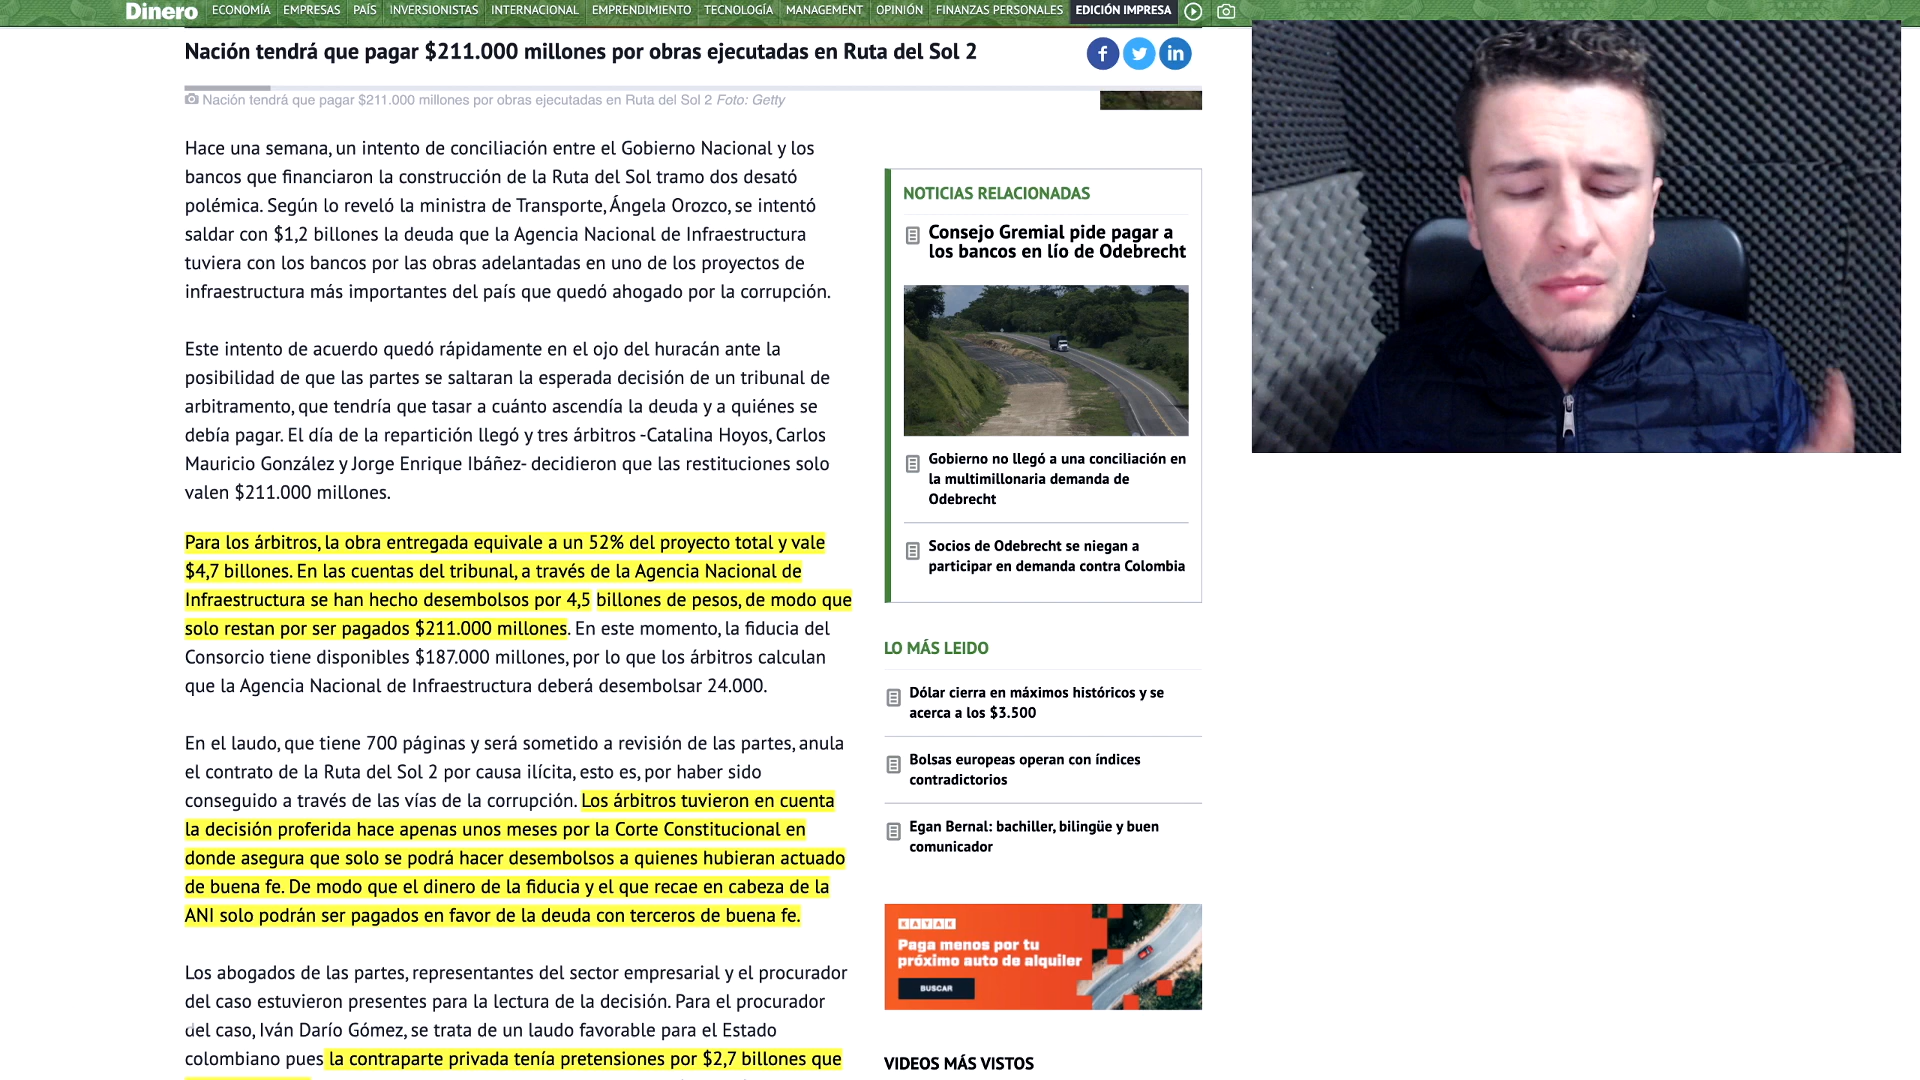 Dinero ECONOMÍA EMPRESAS PAÍS INVERSIONISTAS INTERNACIONAL EMPRENDIMIENTO TECNOLOGÍA MANAGEMENT OPINIÓN FINANZAS PERSONALES EDICIÓN IMPRESA
Nación tendrá que pagar $211.000 millones por obras ejecutadas en Ruta del Sol 2
Nación tendrá que pagar $211.000 millones por obras ejecutadas en Ruta del Sol 2 Foto: Getty
Hace una semana, un intento de conciliación entre el Gobierno Nacional y los
bancos que financiaron la construcción de la Ruta del Sol tramo dos desató
polémica. Según lo reveló la ministra de Transporte, Ángela Orozco, se intentó
saldar con $1,2 billones la deuda que la Agencia Nacional de Infraestructura
tuviera con los bancos por las obras adelantadas en uno de los proyectos de
infraestructura más importantes del país que quedó ahogado por la corrupción.
Este intento de acuerdo quedó rápidamente en el ojo del huracán ante la
posibilidad de que las partes se saltaran la esperada decisión de un tribunal de
arbitramento, que tendría que tasar a cuánto ascendía la deuda y a quiénes se
debía pagar. El día de la repartición llegó y tres árbitros -Catalina Hoyos, Carlos
Mauricio González y Jorge Enrique Ibáñez- decidieron que las restituciones solo
valen $211.000 millones.
Para los árbitros, la obra entregada equivale a un 52% del proyecto total y vale
$4,7 billones. En las cuentas del tribunal, a través de la Agencia Nacional de
Infraestructura se han hecho desembolsos por 4,5 billones de pesos, de modo que
solo restan por ser pagados $211.000 millones. En este momento, la fiducia del
Consorcio tiene disponibles $187.000 millones, por lo que los árbitros calculan
que la Agencia Nacional de Infraestructura deberá desembolsar 24.000.
En el laudo, que tiene 700 páginas y será sometido a revisión de las partes, anula
el contrato de la Ruta del Sol 2 por causa ilícita, esto es, por haber sido
conseguido a través de las vías de la corrupción. Los árbitros tuvieron en cuenta
la decisión proferida hace apenas unos meses por la Corte Constitucional en
donde asegura que solo se podrá hacer desembolsos a quienes hubieran actuado
de buena fe. De modo que el dinero de la fiducia y el que recae en cabeza de la
ANI solo podrán ser pagados en favor de la deuda con terceros de buena fe.
Los abogados de las partes, representantes del sector empresarial y el procurador
del caso estuvieron presentes para la lectura de la decisión. Para el procurador
del caso, Iván Darío Gómez, se trata de un laudo favorable para el Estado
colombiano pues la contraparte privada tenía pretensiones por $2,7 billones que
NOTICIAS RELACIONADAS
Consejo Gremial pide pagar a
los bancos en lío de Odebrecht
Gobierno no llegó a una conciliación en
la multimillonaria demanda de
Odebrecht
Socios de Odebrecht se niegan a
participar en demanda contra Colombia
LO MÁS LEIDO
Dólar cierra en máximos históricos y se
acerca a los $3.500
Bolsas europeas operan con índices
contradictorios
Egan Bernal: bachiller, bilingüe y buen
comunicador
KAYAK
Paga menos por tu
próximo auto de alquiler
BUSCAR
VIDEOS MÁS VISTOS